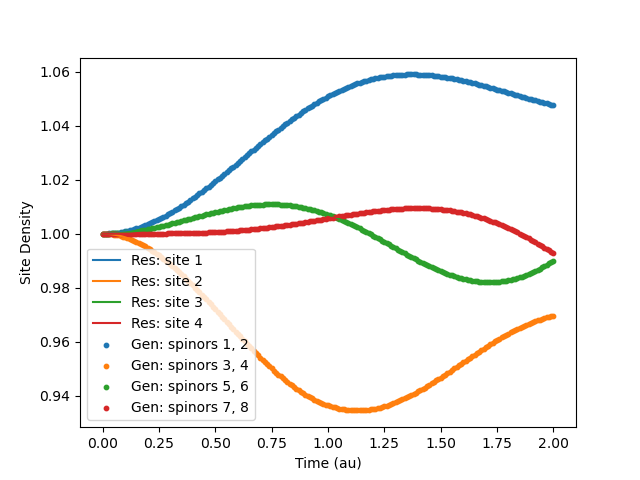 1.06
1.04
1.02
1.00
0.98
0.96
0.94
Site Density
Res: site 1
Res: site 2
Res: site 3
Res: site 4
Gen: spinors 1, 2
Gen: spinors 3, 4
Gen: spinors 5, 6
Gen: spinors 7, 8
0.00 0.25 0.50 0.75 1.00 1.25 1.50 1.75 2.00
Time (au)